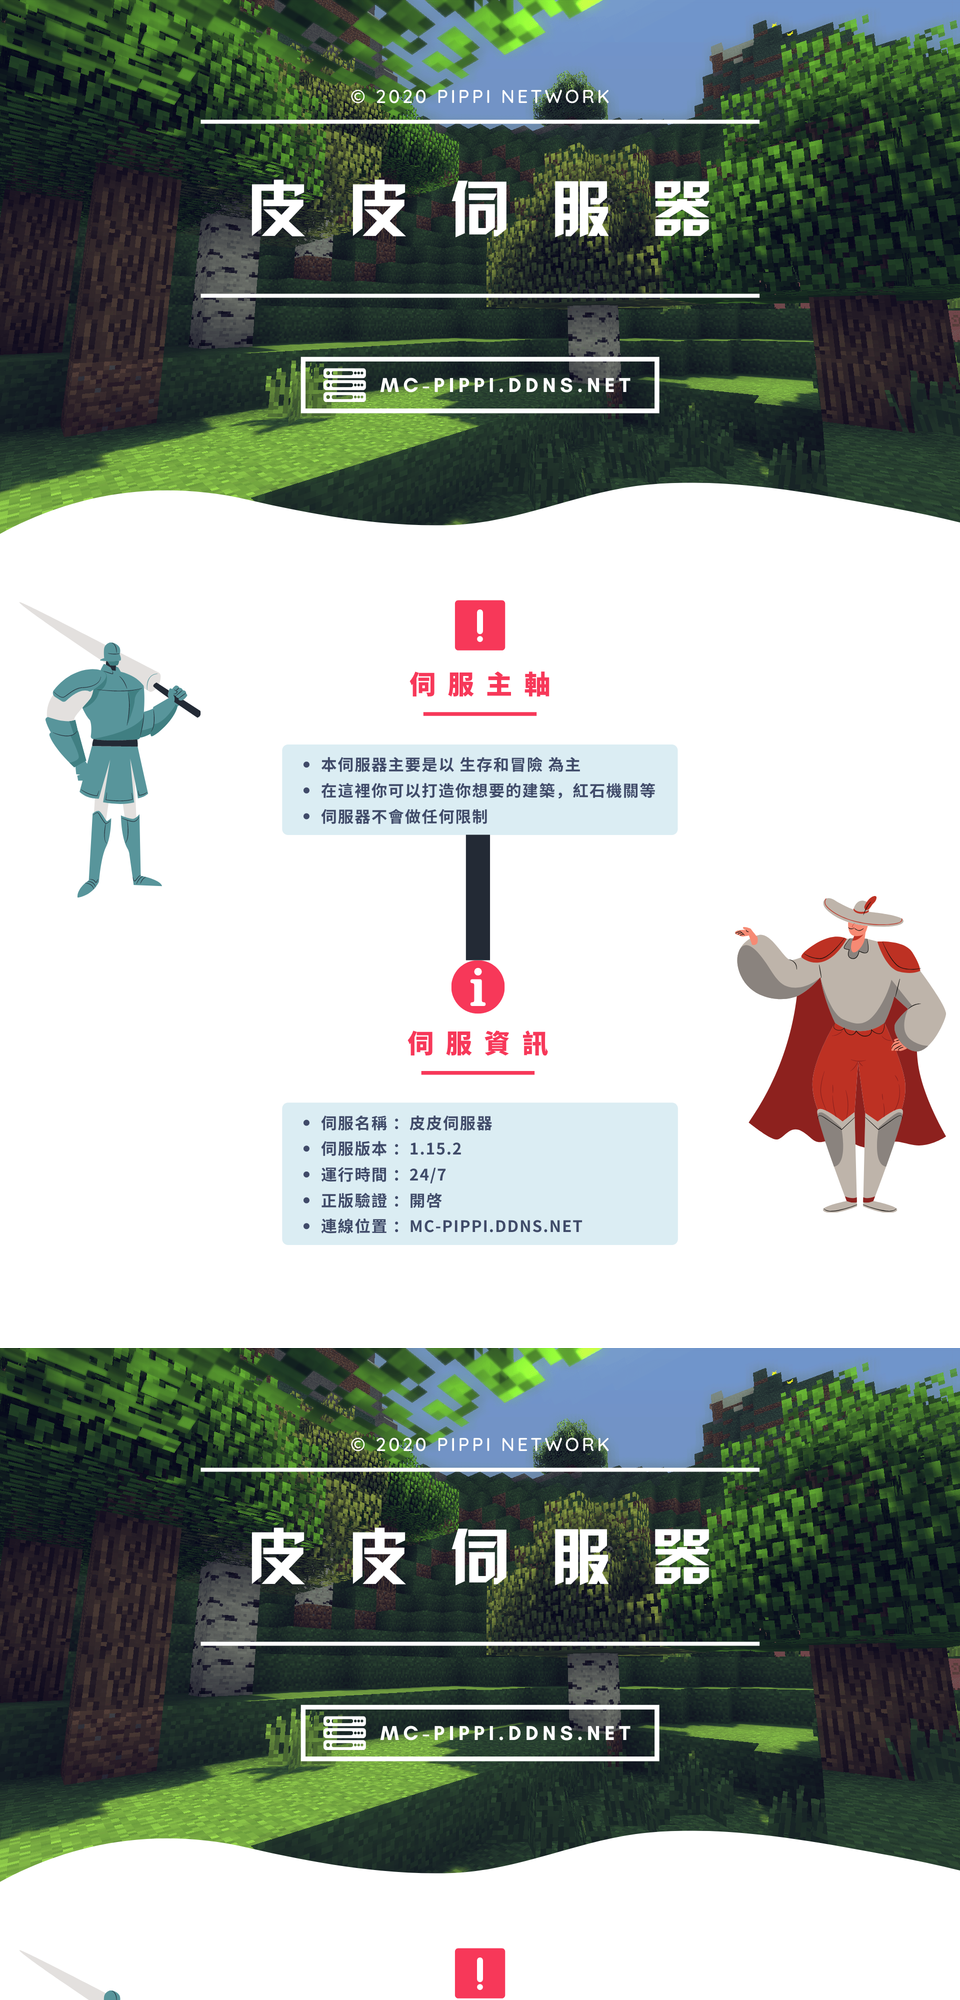 © 2020 PIPPI NETWORK
皮皮伺服器
MC-PIPPI.DDNS.NET
伺服主軸
本伺服器主要是以 生存和冒險 為主
在這裡你可以打造你想要的建築，紅石機關等
伺服器不會做任何限制
伺服資訊
伺服名稱： 皮皮伺服器
伺服版本： 1.15.2
運行時間： 24/7
正版驗證： 開啓
連線位置： MC-PIPPI.DDNS.NET
© 2020 PIPPI NETWORK
皮皮伺服器
MC-PIPPI.DDNS.NET